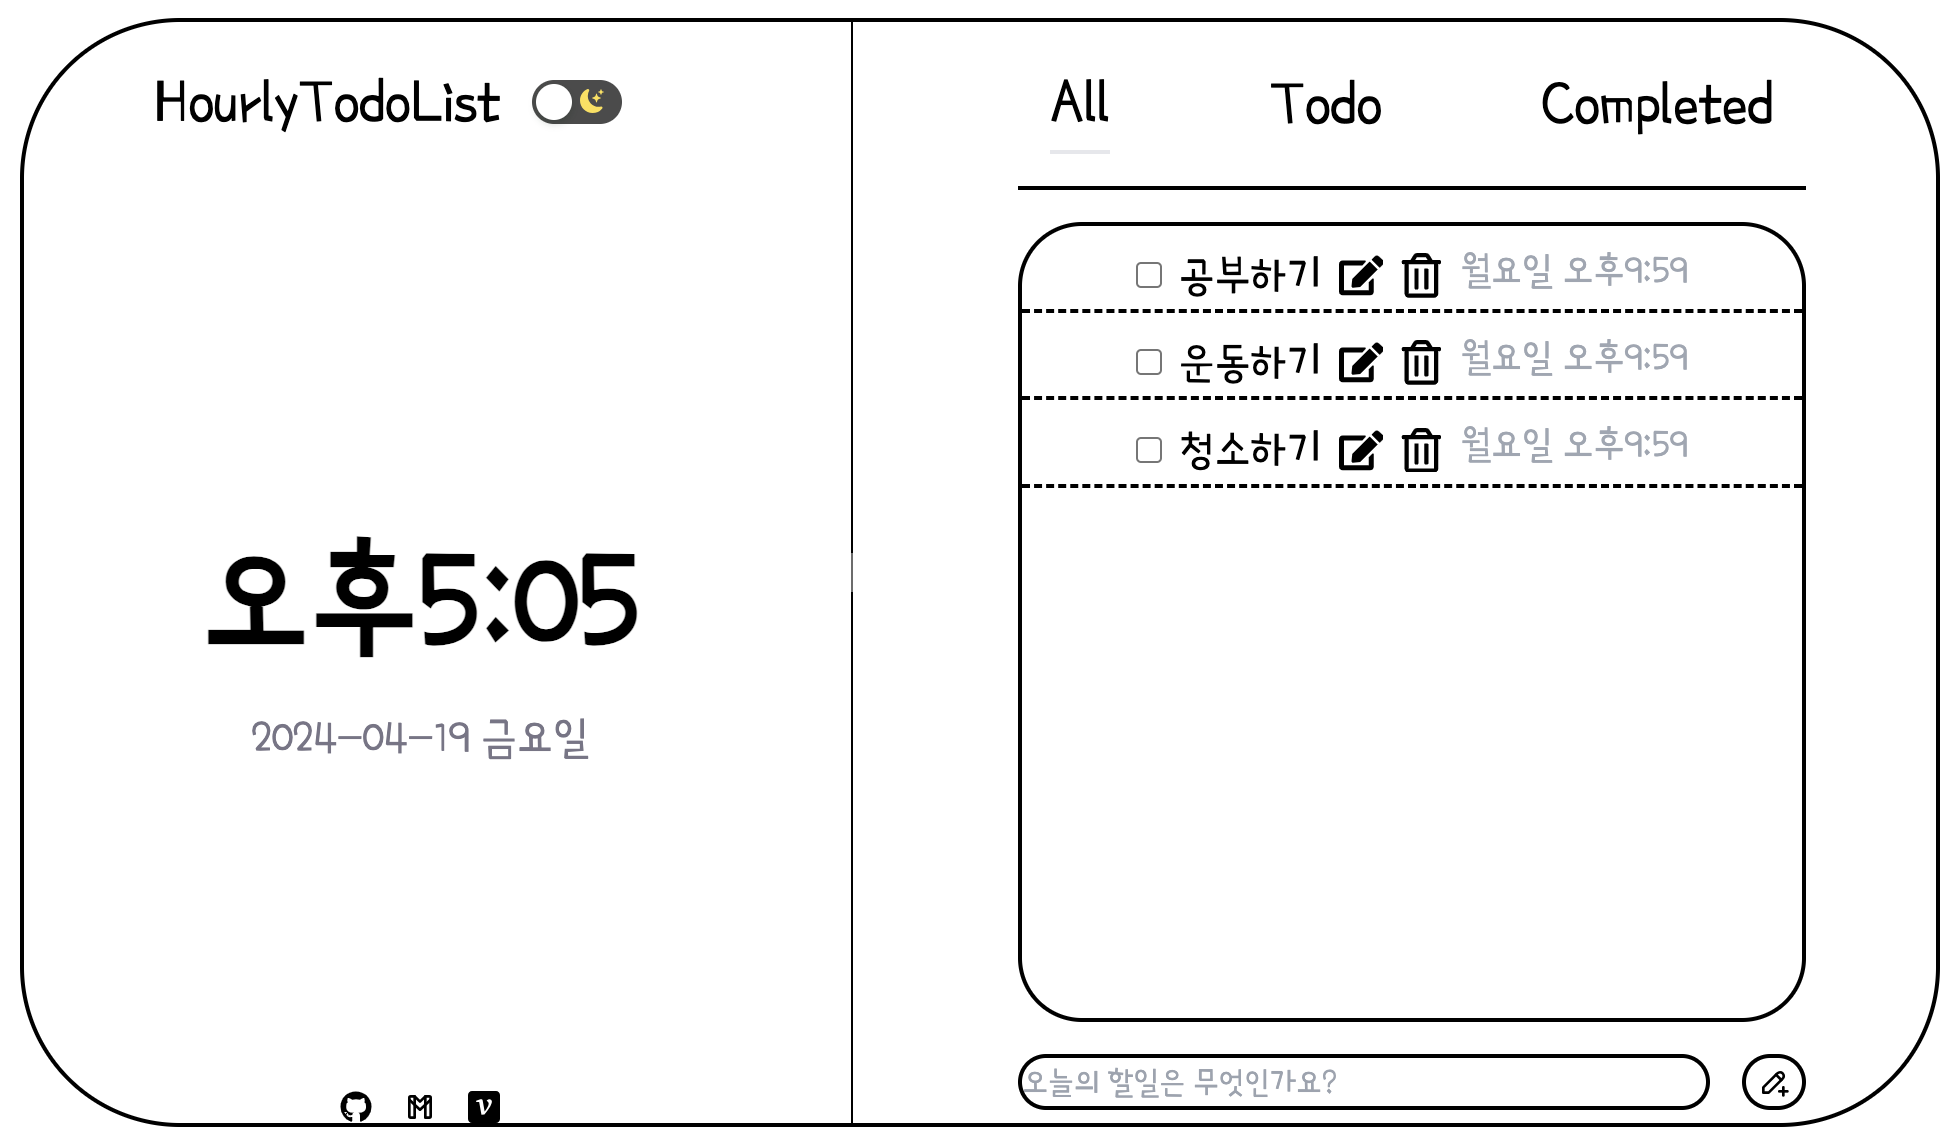 HourlyTodoList
오후5:05
2024-04-19 금요일
All
Todo
Completed
공부하기 월요일 오후9:59
운동하기 월요일 오후9:59
청소하기 월요일 오후9:59
오늘의 할일은 무엇인가요?